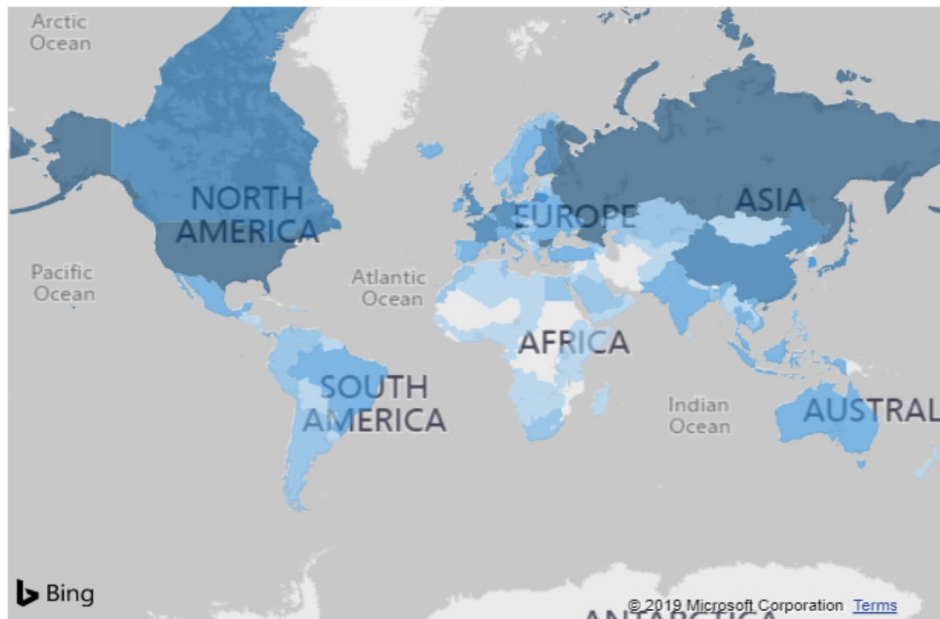 Arctic
Ocean
NORTH
AMERICA
EUROPE
ASIA
Pacific
Ocean
Atlantic
Ocean
AFRICA
SOUTH
AMERICA
Indian
Ocean
AUSTRAL
Bing
© 2019 Microsoft Corporation Terms
ANTARCTICA